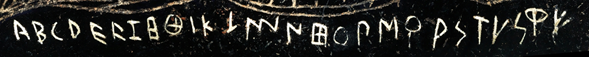 𐌀𐌁𐌂𐌃𐌄𐌅𐌆𐌇𐌈𐌉𐌊𐌋𐌌𐌍𐌎𐌏𐌐𐌑𐌒𐌓𐌔𐌕𐌖𐌗𐌘𐌙